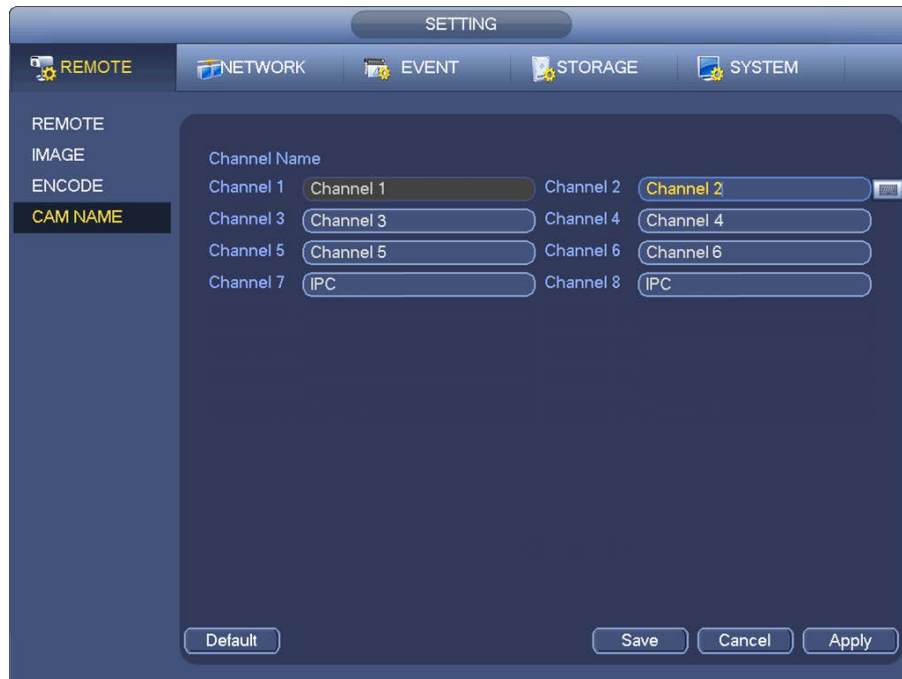 SETTING
REMOTE NETWORK EVENT STORAGE SYSTEM
REMOTE
IMAGE
ENCODE
CAM NAME
Channel Name
Channel 1 Channel 1 Channel 2 Channel 2
Channel 3 Channel 3 Channel 4 Channel 4
Channel 5 Channel 5 Channel 6 Channel 6
Channel 7 IPC Channel 8 IPC
Default Save Cancel Apply